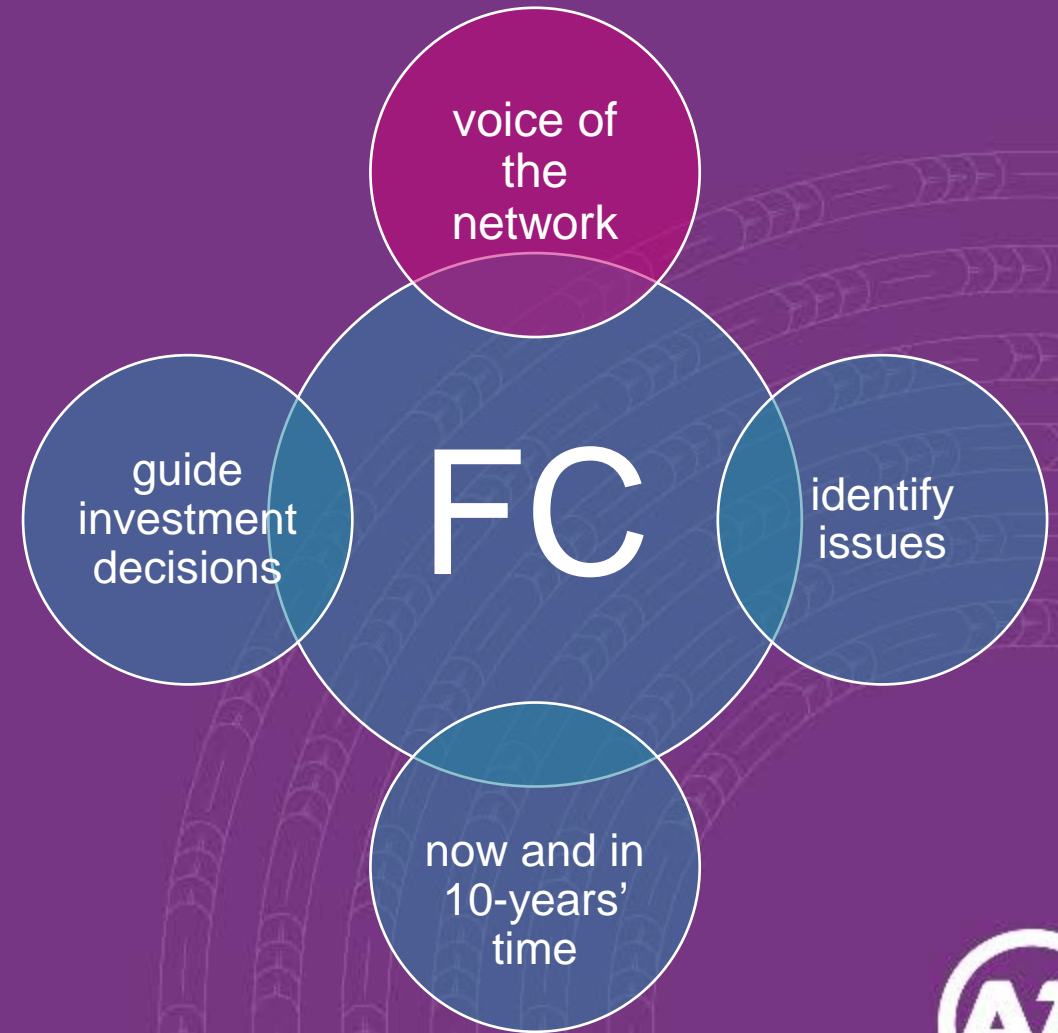 voice of
the
network
guide
investment
decisions
FC
identify
issues
now and in
10-years’
time